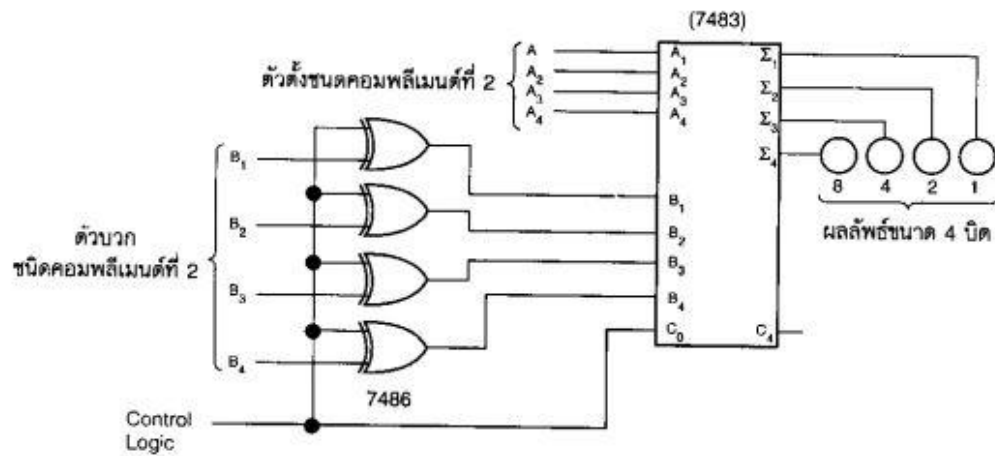 (7483)
ตัวตั้งชนดคอมพลีเมนต์ที่ 2
A
A₂
A₃
A₄
A₁
A₂
A₃
A₄
Σ₁
Σ₂
Σ₃
Σ₄
8
4
2
1
ผลลัพธ์ขนาด 4 บิต
ตัวบวก
ชนิดคอมพลีเมนต์ที่ 2
B₁
B₂
B₃
B₄
B₁
B₂
B₃
B₄
C₀
C₄
7486
Control
Logic